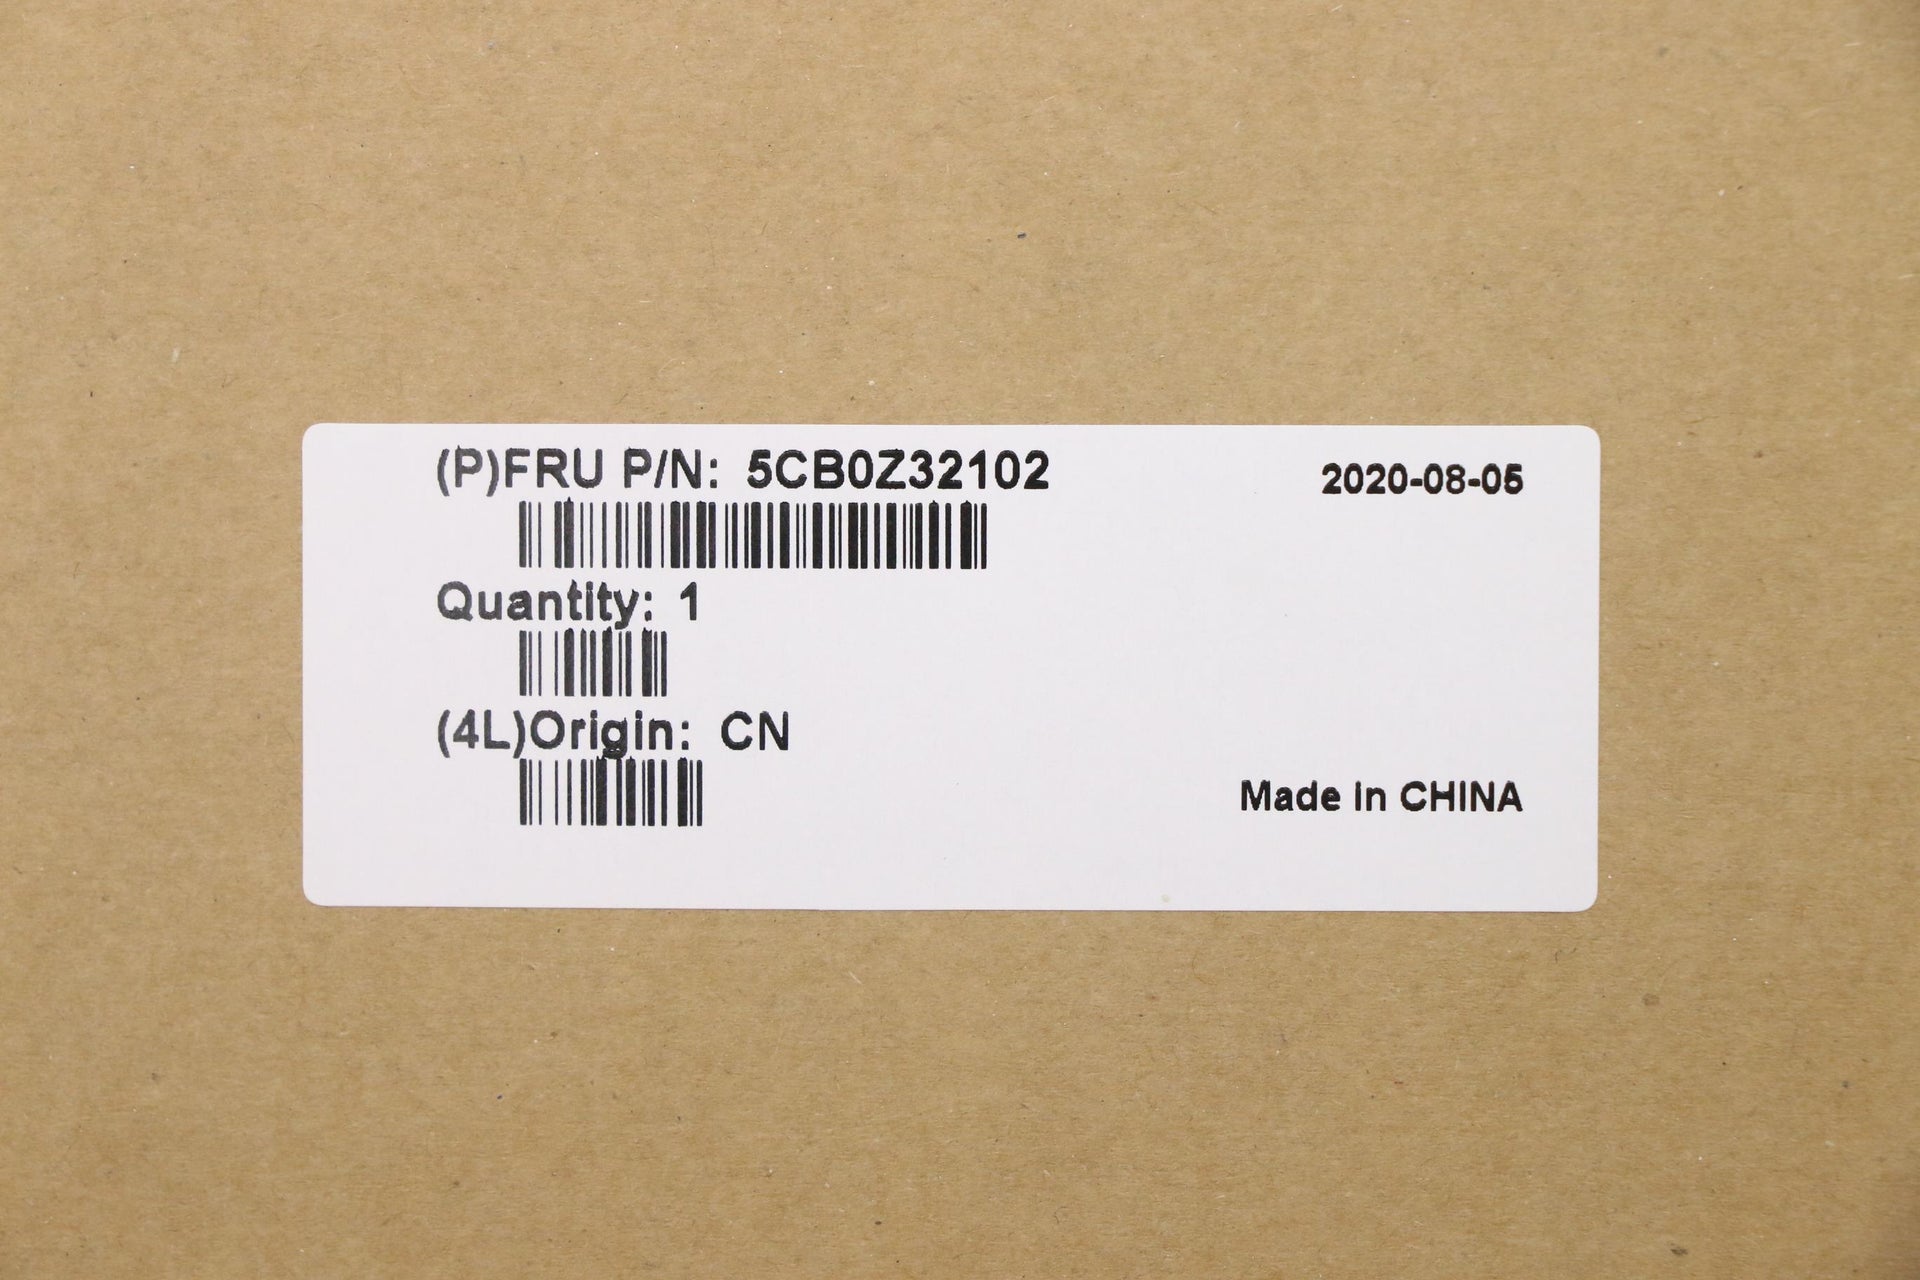 (P)FRU P/N: 5CB0Z32102
2020-08-05
Quantity: 1
(4L)Origin: CN
Made in CHINA